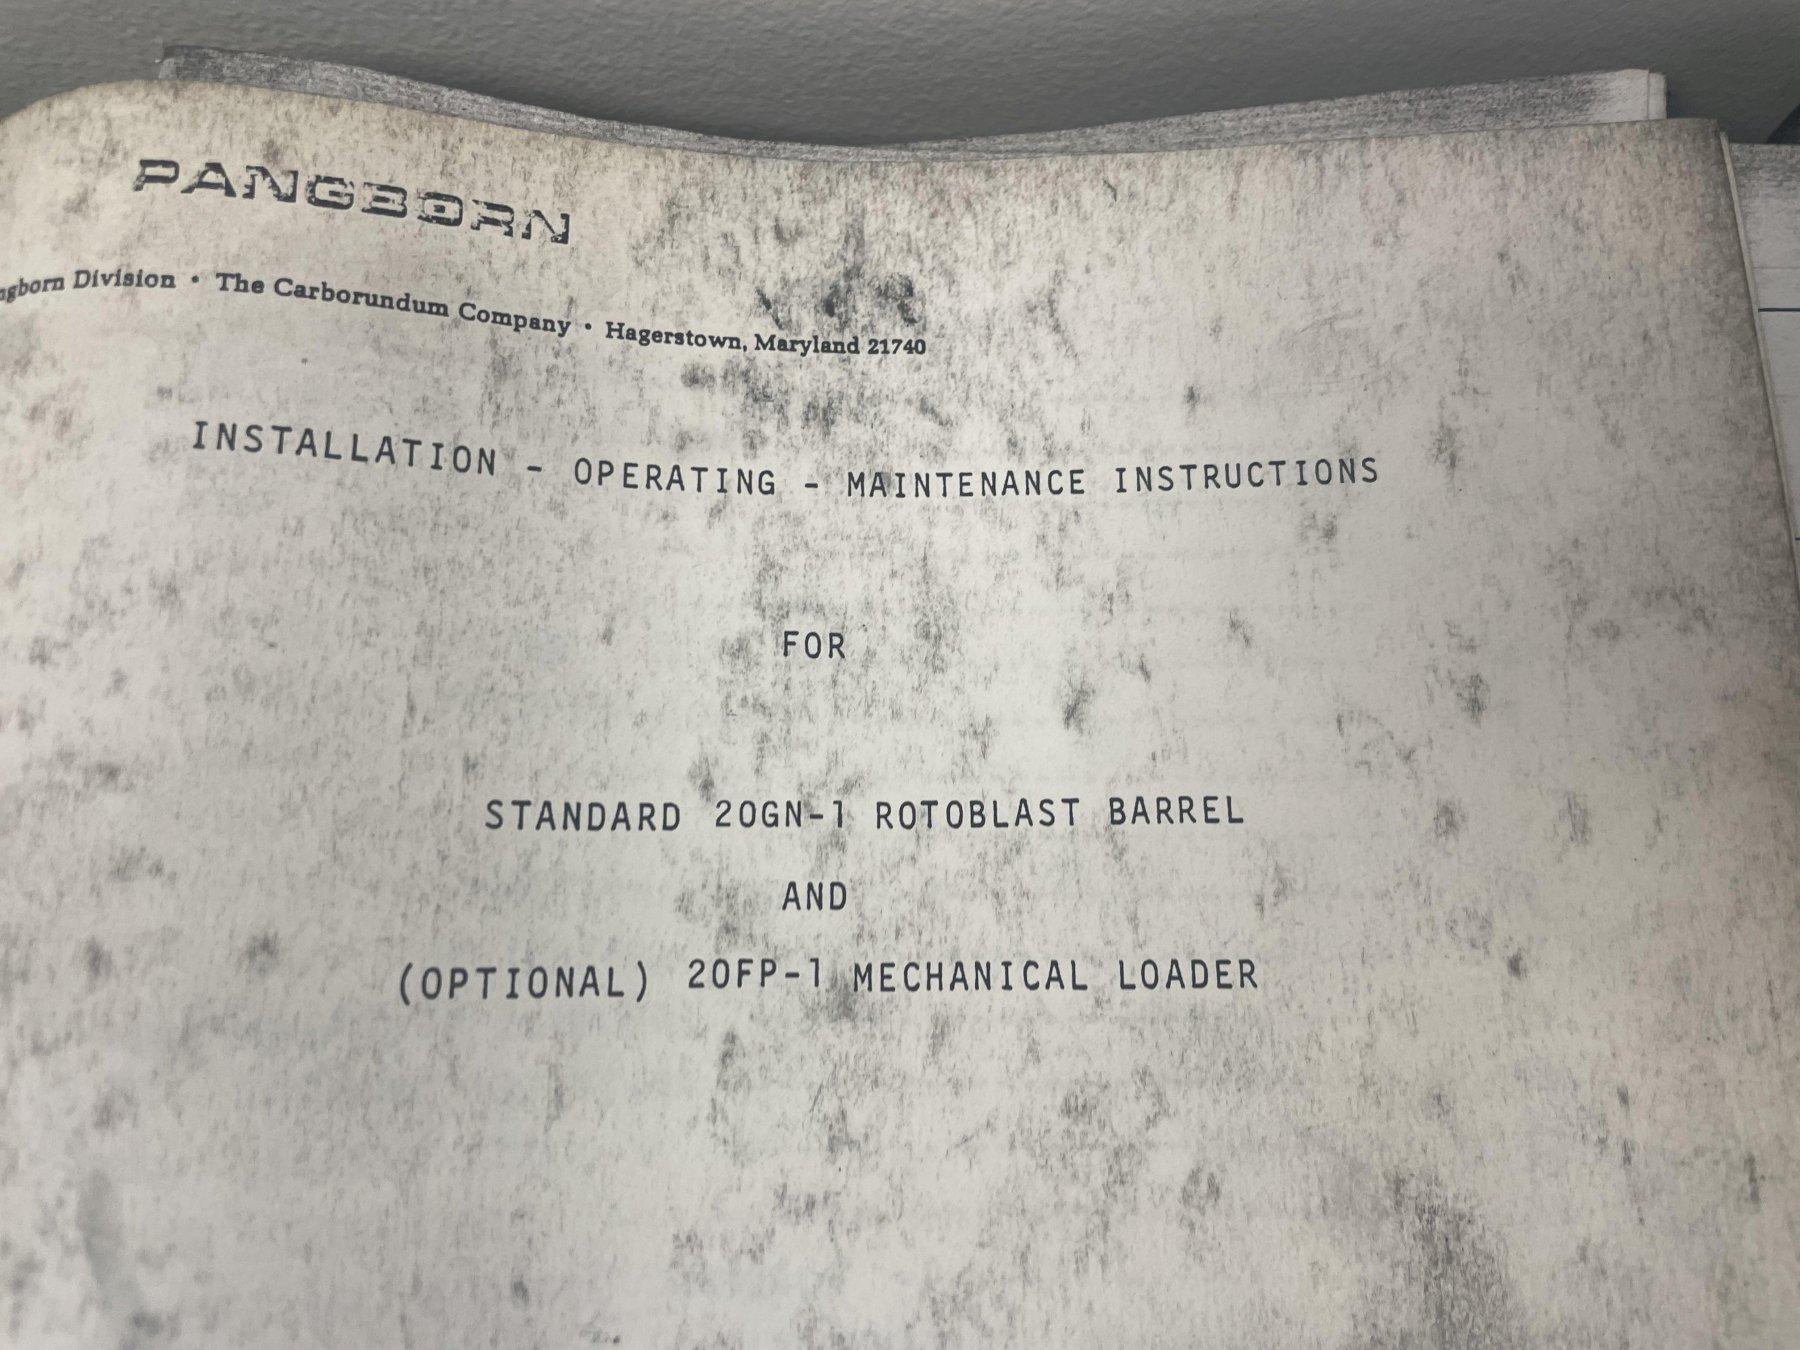 PANGBORN
ngborn Division • The Carborundum Company • Hagerstown, Maryland 21740
INSTALLATION - OPERATING - MAINTENANCE INSTRUCTIONS
FOR
STANDARD 20GN-1 ROTOBLAST BARREL
AND
(OPTIONAL) 20FP-1 MECHANICAL LOADER